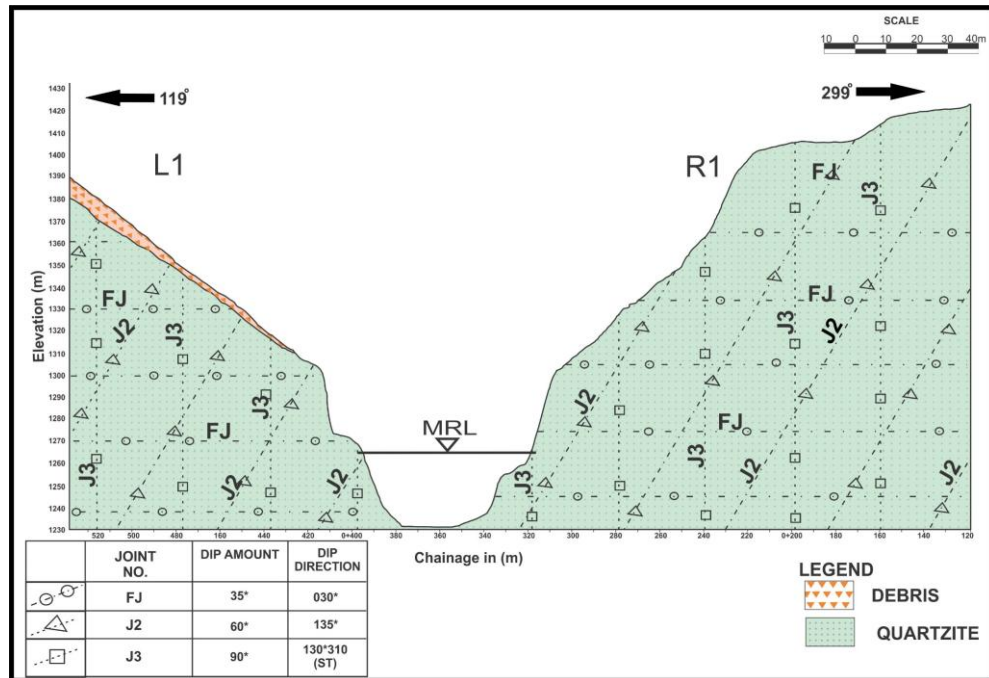 SCALE
10 0 10 20 30 40m
119°
299°
L1
R1
Elevation (m)
1430
1420
1410
1400
1390
1380
1370
1360
1350
1340
1330
1320
1310
1300
1290
1280
1270
1260
1250
1240
1230
FJ
J3
FJ
J3
FJ
J2
J3
J2
J3
J2
J3
FJ
FJ
MRL
J3
J2
J2
J2
J3
J2
J2
520 500 480 160 440 420 0+400 380 360 340 320 300 280 260 240 220 0+200 180 160 140 120
Chainage in (m)
JOINT NO. DIP AMOUNT DIP DIRECTION
FJ 35* 030*
J2 60* 135*
J3 90* 130*310 (ST)
LEGEND
DEBRIS
QUARTZITE